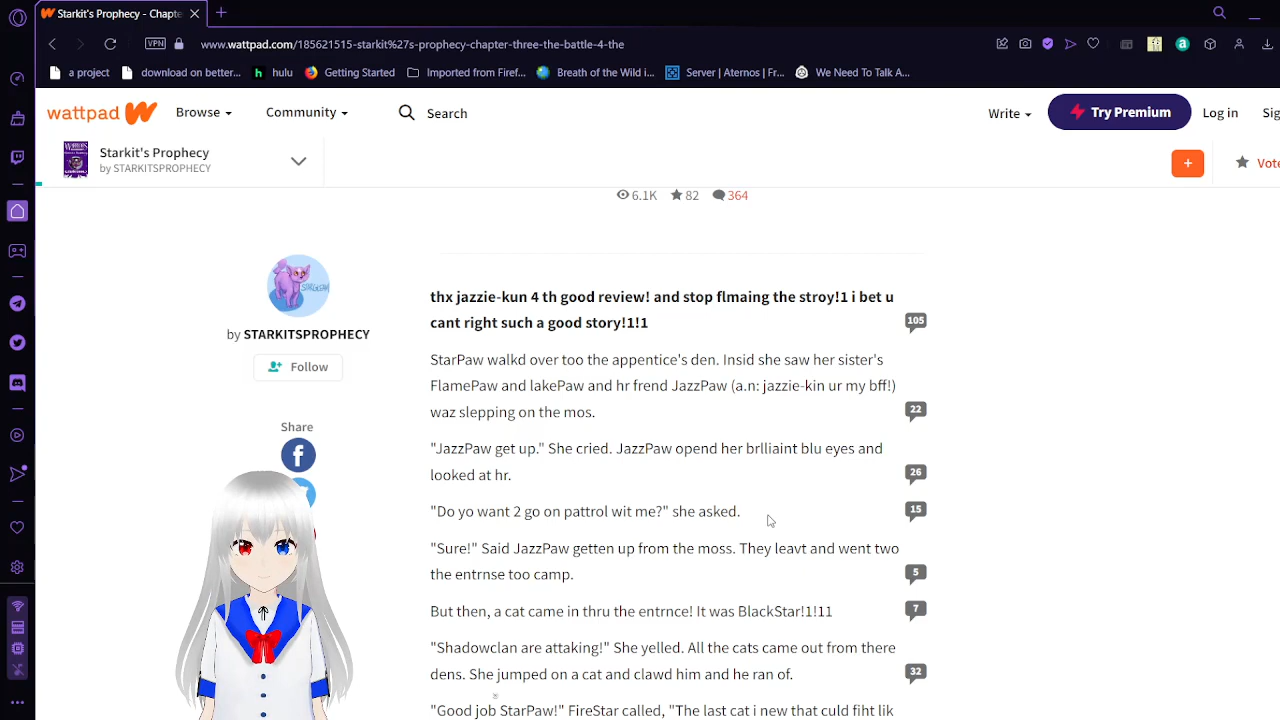 Starkit's Prophecy - Chapte
VPN
www.wattpad.com/185621515-starkit%27s-prophecy-chapter-three-the-battle-4-the
a project
download on better...
hulu
Getting Started
Imported from Firef...
Breath of the Wild i...
Server | Aternos | Fr...
We Need To Talk A...
wattpad
Browse
Community
Search
Write
Try Premium
Log in
Sig
Starkit's Prophecy
by STARKITSPROPHECY
+
Vote
6.1K
82
364
thx jazzie-kun 4 th good review! and stop flmaing the stroy!1 i bet u
cant right such a good story!1!1
105
by STARKITSPROPHECY
Follow
Share
StarPaw walkd over too the appentice's den. Insid she saw her sister's
FlamePaw and lakePaw and hr frend JazzPaw (a.n: jazzie-kin ur my bff!)
waz slepping on the mos.
22
"JazzPaw get up." She cried. JazzPaw opend her brlliaint blu eyes and
looked at hr.
26
"Do yo want 2 go on pattrol wit me?" she asked.
15
"Sure!" Said JazzPaw getten up from the moss. They leavt and went two
the entrnse too camp.
5
But then, a cat came in thru the entrnce! It was BlackStar!1!11
7
"Shadowclan are attaking!" She yelled. All the cats came out from there
dens. She jumped on a cat and clawd him and he ran of.
32
"Good job StarPaw!" FireStar called, "The last cat i new that culd fiht lik